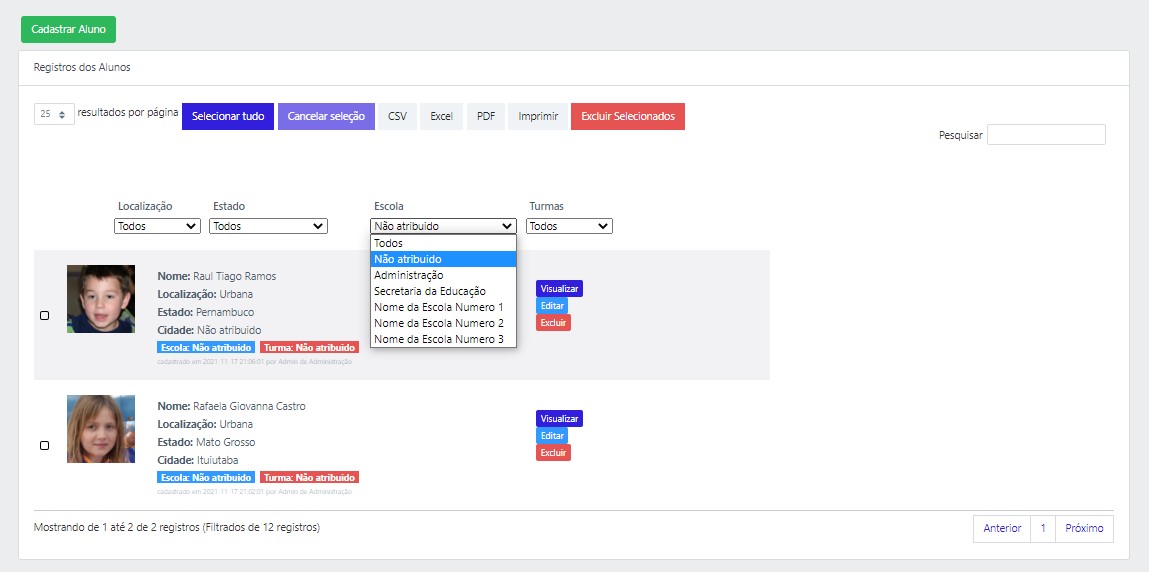 Cadastrar Aluno
Registros dos Alunos
25 resultados por página Selecionar tudo Cancelar seleção CSV Excel PDF Imprimir Excluir Selecionados
Pesquisar
Localização Estado Escola Turmas
Todos Todos Não atribuido Todos
Todos
Não atribuido
Administração
Secretaria da Educação
Nome da Escola Numero 1
Nome da Escola Numero 2
Nome da Escola Numero 3
Nome: Raul Tiago Ramos
Localização: Urbana
Estado: Pernambuco
Cidade: Não atribuido
Escola: Não atribuido Turma: Não atribuido
cadastrado em 2021-11-17 21:06:01 por Admin de Administração
Visualizar
Editar
Excluir
Nome: Rafaela Giovanna Castro
Localização: Urbana
Estado: Mato Grosso
Cidade: Ituiutaba
Escola: Não atribuido Turma: Não atribuido
cadastrado em 2021-11-17 21:02:01 por Admin de Administração
Visualizar
Editar
Excluir
Mostrando de 1 até 2 de 2 registros (Filtrados de 12 registros)
Anterior 1 Próximo